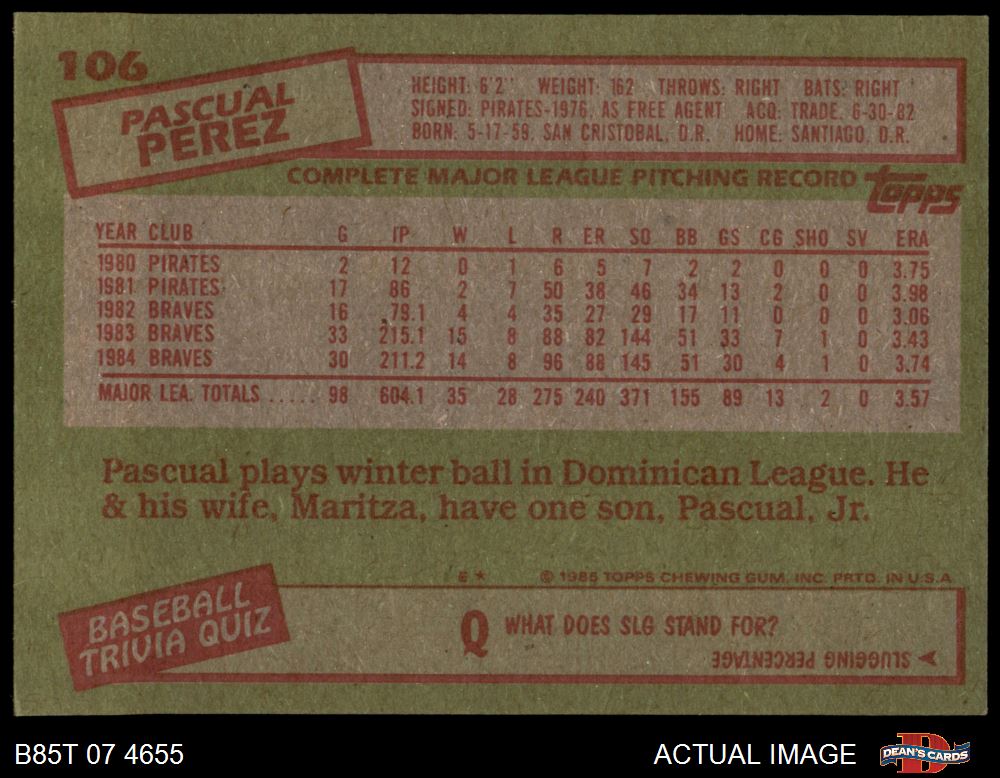 106
PASCUAL
PEREZ
HEIGHT: 6'2" WEIGHT: 162 THROWS: RIGHT BATS: RIGHT
SIGNED: PIRATES-1976, AS FREE AGENT ACQ: TRADE, 6-30-82
BORN: 5-17-59, SAN CRISTOBAL, D.R. HOME: SANTIAGO, D.R.
COMPLETE MAJOR LEAGUE PITCHING RECORD
topps
YEAR CLUB G IP W L R ER SO BB GS CG SHO SV ERA
1980 PIRATES 2 12 0 1 6 5 7 2 2 0 0 0 3.75
1981 PIRATES 17 86 2 7 50 38 46 34 13 2 0 0 3.98
1982 BRAVES 16 79.1 4 4 35 27 29 17 11 0 0 0 3.06
1983 BRAVES 33 215.1 15 8 88 82 144 51 33 7 1 0 3.43
1984 BRAVES 30 211.2 14 8 96 88 145 51 30 4 1 0 3.74
MAJOR LEA. TOTALS ..... 98 604.1 35 28 275 240 371 155 89 13 2 0 3.57
Pascual plays winter ball in Dominican League. He
& his wife, Maritza, have one son, Pascual, Jr.
E* © 1985 TOPPS CHEWING GUM, INC. PRTD. IN U.S.A.
BASEBALL
TRIVIA QUIZ
Q WHAT DOES SLG STAND FOR?
SLUGGING PERCENTAGE
B85T 07 4655
ACTUAL IMAGE
D
DEAN'S CARDS